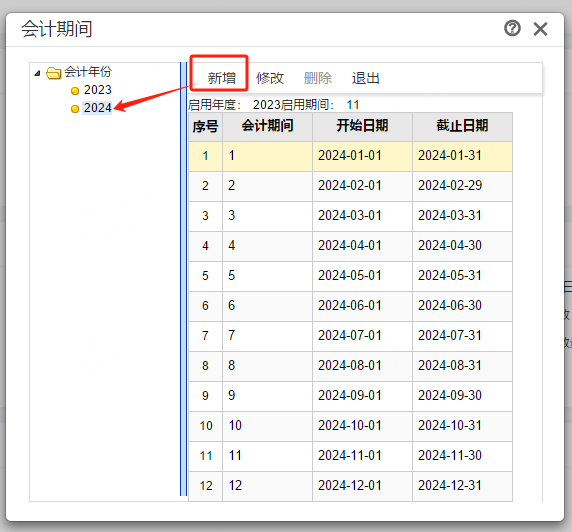 会计期间
会计年份
2023
2024
新增 修改 删除 退出
启用年度： 2023启用期间： 11
序号 会计期间 开始日期 截止日期
1 1 2024-01-01 2024-01-31
2 2 2024-02-01 2024-02-29
3 3 2024-03-01 2024-03-31
4 4 2024-04-01 2024-04-30
5 5 2024-05-01 2024-05-31
6 6 2024-06-01 2024-06-30
7 7 2024-07-01 2024-07-31
8 8 2024-08-01 2024-08-31
9 9 2024-09-01 2024-09-30
10 10 2024-10-01 2024-10-31
11 11 2024-11-01 2024-11-30
12 12 2024-12-01 2024-12-31